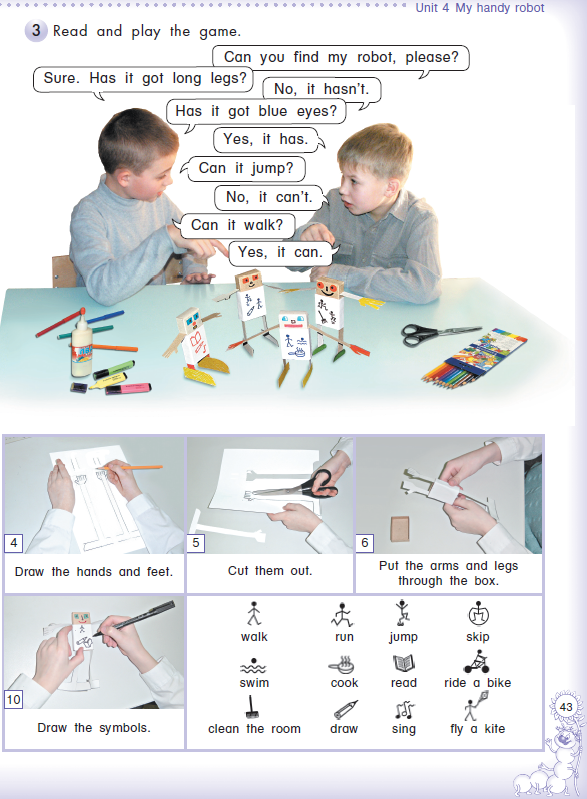 Unit 4 My handy robot
3 Read and play the game.
Can you find my robot, please?
Sure. Has it got long legs?
No, it hasn't.
Has it got blue eyes?
Yes, it has.
Can it jump?
No, it can't.
Can it walk?
Yes, it can.
4
Draw the hands and feet.
5
Cut them out.
6
Put the arms and legs
through the box.
10
Draw the symbols.
walk run jump skip
swim cook read ride a bike
clean the room draw sing fly a kite
43